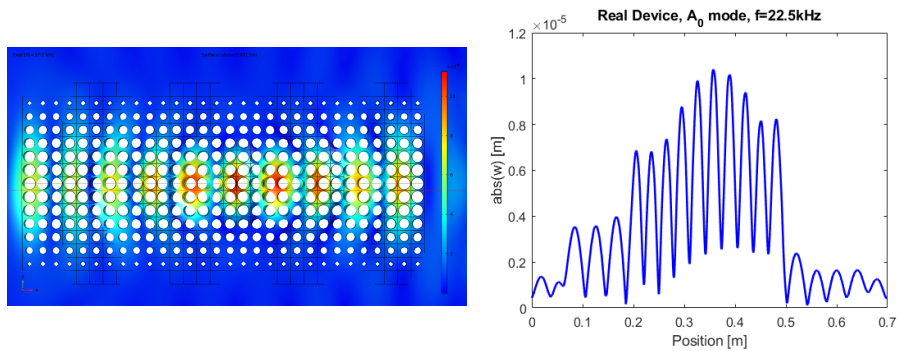 Real Device, A₀ mode, f=22.5kHz
×10⁻⁵
1.2
1
0.8
0.6
0.4
0.2
0
abs(w) [m]
0 0.1 0.2 0.3 0.4 0.5 0.6 0.7
Position [m]